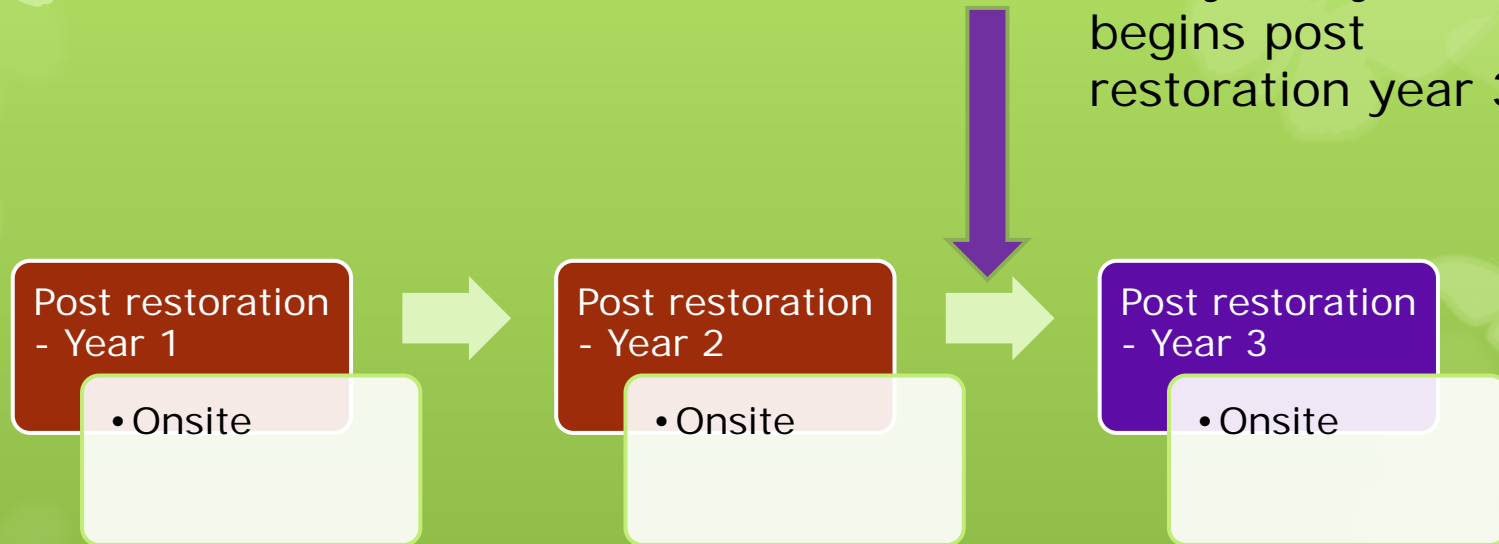 begins post
restoration year
Post restoration
- Year 1
• Onsite
Post restoration
- Year 2
• Onsite
Post restoration
- Year 3
• Onsite